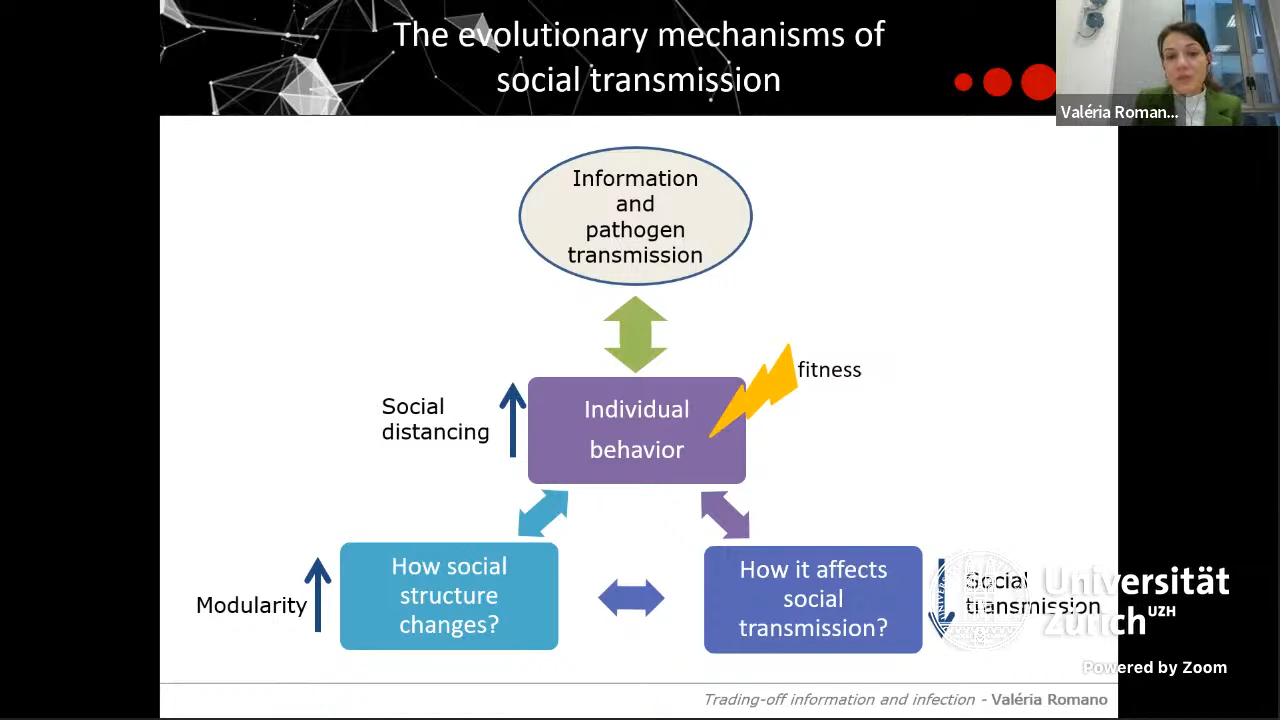 The evolutionary mechanisms of
social transmission
Valéria Roman...
Information
and
pathogen
transmission
fitness
Social
distancing
Individual
behavior
How social
structure
changes?
How it affects
social
transmission?
Modularity
Social
transmission
Universität
Zürich UZH
Powered by Zoom
Trading-off information and infection - Valéria Romano